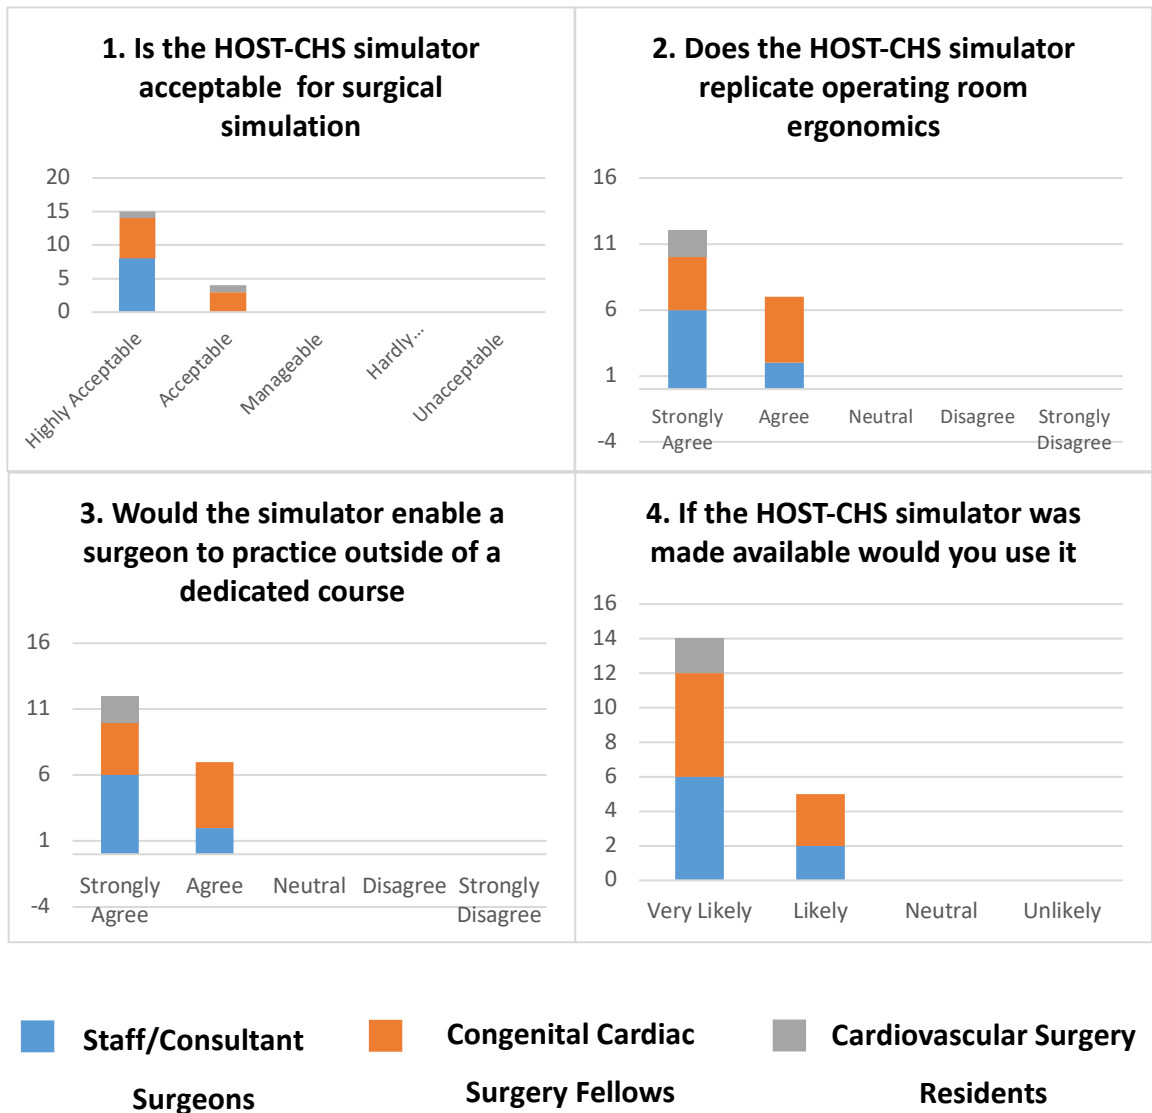 1. Is the HOST-CHS simulator
acceptable for surgical
simulation
20
15
10
5
0
Highly Acceptable
Acceptable
Manageable
Hardly...
Unacceptable
2. Does the HOST-CHS simulator
replicate operating room
ergonomics
16
11
6
1
-4
Strongly Agree
Agree
Neutral
Disagree
Strongly Disagree
3. Would the simulator enable a
surgeon to practice outside of a
dedicated course
16
11
6
1
-4
Strongly Agree
Agree
Neutral
Disagree
Strongly Disagree
4. If the HOST-CHS simulator was
made available would you use it
16
14
12
10
8
6
4
2
0
Very Likely
Likely
Neutral
Unlikely
Staff/Consultant
Surgeons
Congenital Cardiac
Surgery Fellows
Cardiovascular Surgery
Residents